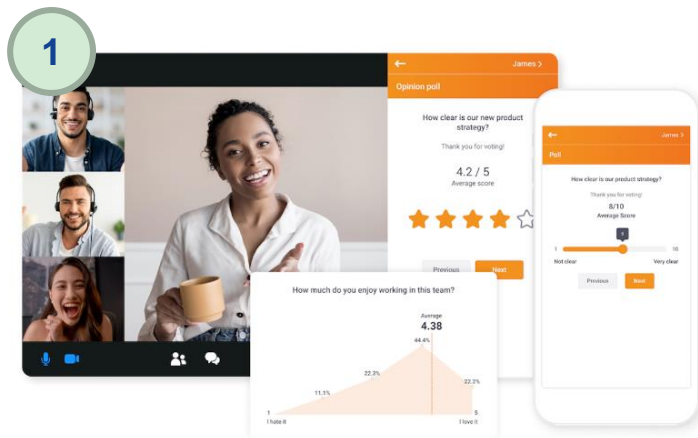 1
James >
Opinion poll
How clear is our new product
strategy?
Thank you for voting!
4.2 / 5
Average score
Previous
Next
How much do you enjoy working in this team?
Average
4.38
44.4%
22.3%
11.1%
22.3%
1
5
I hate it
I love it
James >
Poll
How clear is our product strategy?
Thank you for voting!
8/10
Average Score
1
10
Not clear
Very clear
Previous
Next